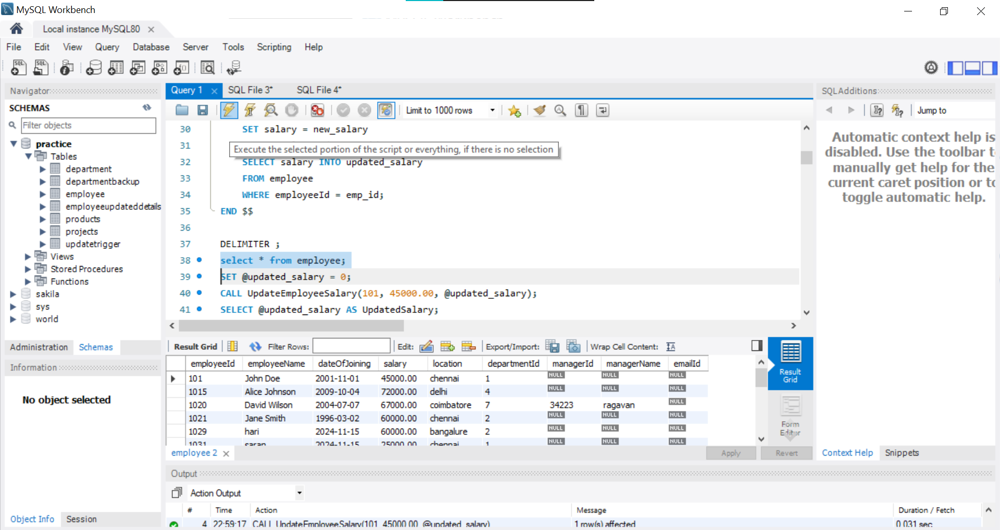 MySQL Workbench
Local instance MySQL80
File Edit View Query Database Server Tools Scripting Help
Navigator
SCHEMAS
Filter objects
practice
Tables
department
departmentbackup
employee
employeeupdateddetails
products
projects
updatetrigger
Views
Stored Procedures
Functions
sakila
sys
world
Administration Schemas
Information
No object selected
Object Info Session
Query 1 SQL File 3* SQL File 4*
Limit to 1000 rows
30 SET salary = new_salary
31
Execute the selected portion of the script or everything, if there is no selection
32 SELECT salary INTO updated_salary
33 FROM employee
34 WHERE employeeId = emp_id;
35 END $$
36
37 DELIMITER ;
38 select * from employee;
39 SET @updated_salary = 0;
40 CALL UpdateEmployeeSalary(101, 45000.00, @updated_salary);
41 SELECT @updated_salary AS UpdatedSalary;
Result Grid Filter Rows: Edit: Export/Import: Wrap Cell Content:
employeeId employeeName dateOfJoining salary location departmentId managerId managerName emailId
101 John Doe 2001-11-01 45000.00 chennai 1 NULL NULL NULL
1015 Alice Johnson 2009-10-04 72000.00 delhi 4 NULL NULL NULL
1020 David Wilson 2004-07-07 67000.00 coimbatore 7 34223 ragavan NULL
1021 Jane Smith 1996-03-02 60000.00 chennai 2 NULL NULL NULL
1029 hari 2024-11-15 60000.00 bangalure 2 NULL NULL NULL
1031 saran 2024-11-15 25000.00 chennai 1 NULL NULL NULL
Result Grid
Form Editor
employee 2
Apply Revert
SQLAdditions
Jump to
Automatic context help is
disabled. Use the toolbar t
manually get help for the
current caret position or to
toggle automatic help.
Context Help Snippets
Output
Action Output
# Time Action Message Duration / Fetch
4 22:59:17 CALL UpdateEmployeeSalary(101, 45000.00, @updated_salary) 1 row(s) affected 0.031 sec